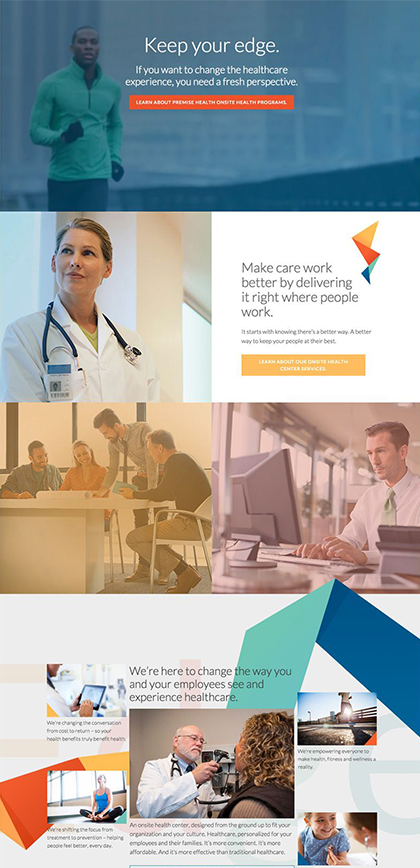 Keep your edge.
If you want to change the healthcare
experience, you need a fresh perspective.
LEARN ABOUT PREMISE HEALTH ONSITE HEALTH PROGRAMS.
Make care work
better by delivering
it right where people
work.
It starts with knowing there's a better way. A better
way to keep your people at their best.
LEARN ABOUT OUR ONSITE HEALTH
CENTER SERVICES.
We're here to change the way you
and your employees see and
experience healthcare.
We're changing the conversation
from cost to return – so your
health benefits truly benefit health.
We're empowering everyone to
make health, fitness and wellness a
reality.
We're shifting the focus from
treatment to prevention – helping
people feel better, every day.
An onsite health center, designed from the ground up to fit your
organization and your culture. Healthcare, personalized for your
employees and their families. It's more convenient. It's more
affordable. And it's more effective than traditional healthcare.